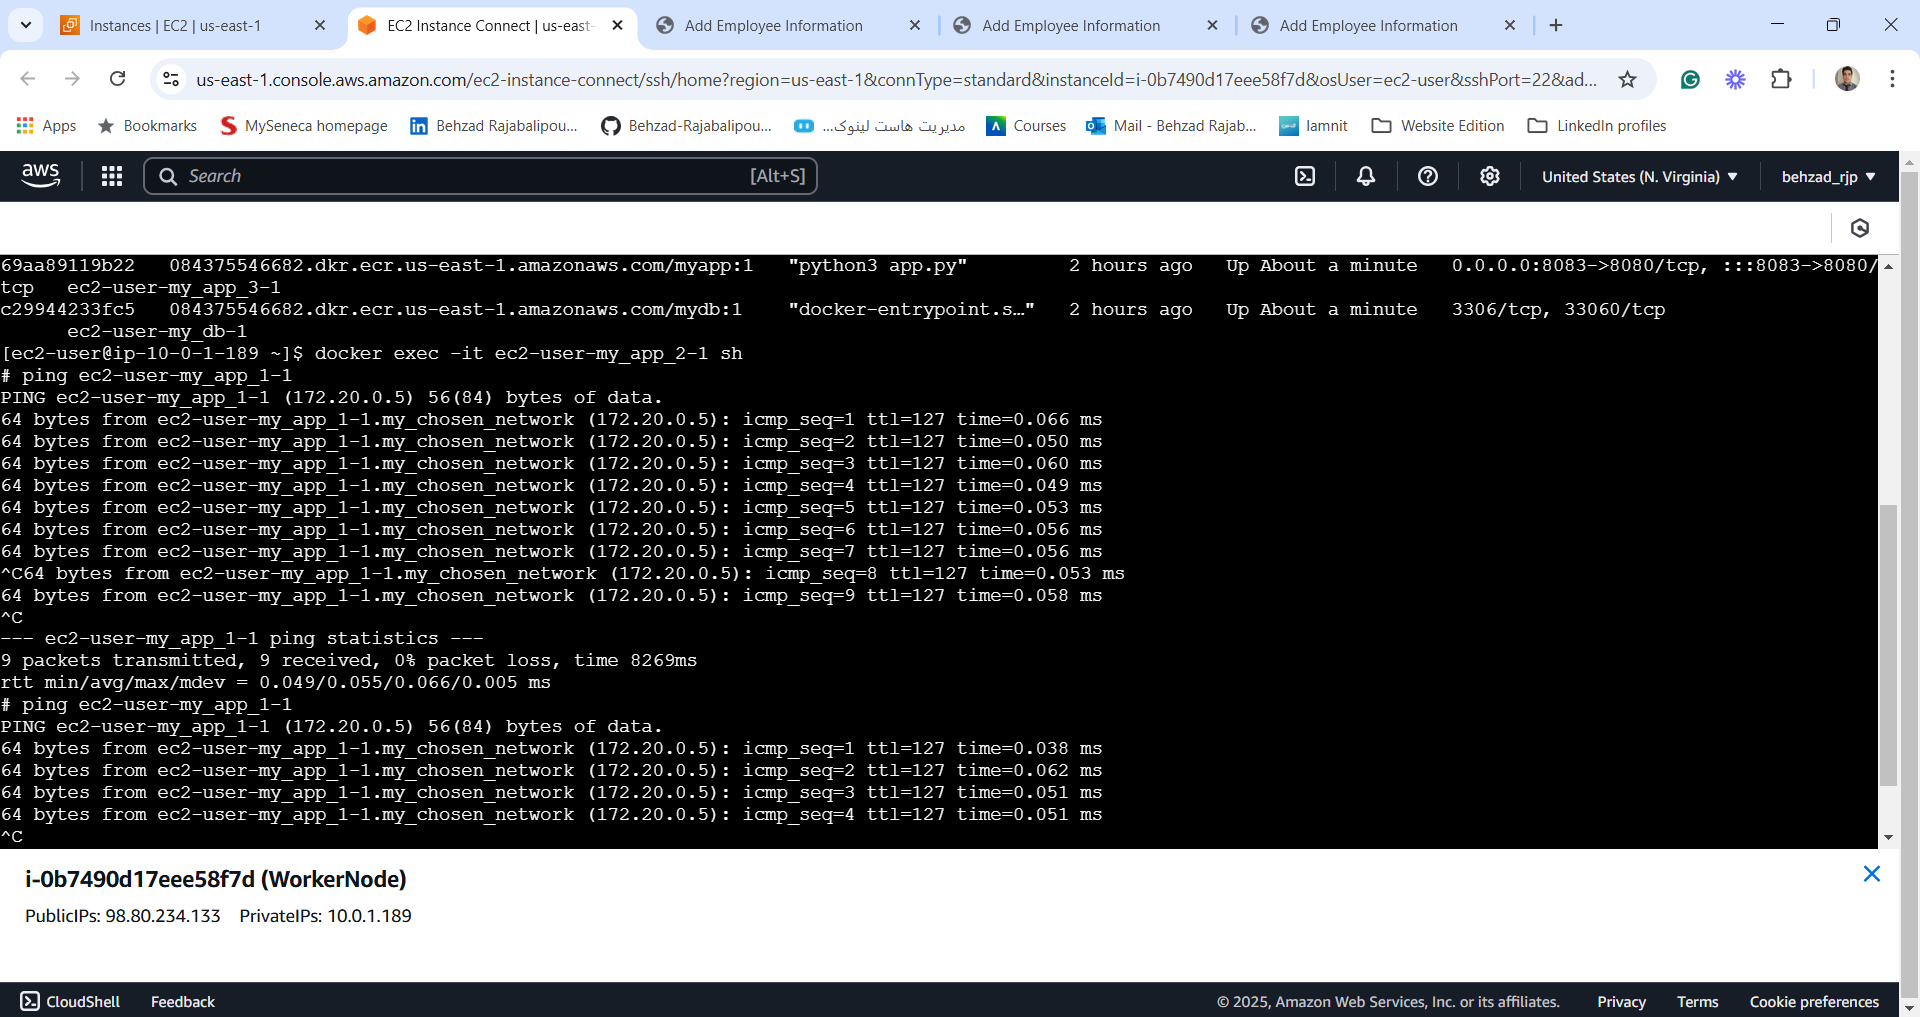 Instances | EC2 | us-east-1
EC2 Instance Connect | us-east-
Add Employee Information
Add Employee Information
Add Employee Information
us-east-1.console.aws.amazon.com/ec2-instance-connect/ssh/home?region=us-east-1&connType=standard&instanceId=i-0b7490d17eee58f7d&osUser=ec2-user&sshPort=22&ad...
Apps
Bookmarks
MySeneca homepage
Behzad Rajabalipou...
Behzad-Rajabalipou...
مدیریت هاست لینوک...
Courses
Mail - Behzad Rajab...
Iamnit
Website Edition
LinkedIn profiles
aws
Search
[Alt+S]
United States (N. Virginia)
behzad_rjp
69aa89119b22   084375546682.dkr.ecr.us-east-1.amazonaws.com/myapp:1   "python3 app.py"         2 hours ago   Up About a minute   0.0.0.0:8083->8080/tcp, :::8083->8080/
tcp   ec2-user-my_app_3-1
c29944233fc5   084375546682.dkr.ecr.us-east-1.amazonaws.com/mydb:1    "docker-entrypoint.s…"   2 hours ago   Up About a minute   3306/tcp, 33060/tcp
      ec2-user-my_db-1
[ec2-user@ip-10-0-1-189 ~]$ docker exec -it ec2-user-my_app_2-1 sh
# ping ec2-user-my_app_1-1
PING ec2-user-my_app_1-1 (172.20.0.5) 56(84) bytes of data.
64 bytes from ec2-user-my_app_1-1.my_chosen_network (172.20.0.5): icmp_seq=1 ttl=127 time=0.066 ms
64 bytes from ec2-user-my_app_1-1.my_chosen_network (172.20.0.5): icmp_seq=2 ttl=127 time=0.050 ms
64 bytes from ec2-user-my_app_1-1.my_chosen_network (172.20.0.5): icmp_seq=3 ttl=127 time=0.060 ms
64 bytes from ec2-user-my_app_1-1.my_chosen_network (172.20.0.5): icmp_seq=4 ttl=127 time=0.049 ms
64 bytes from ec2-user-my_app_1-1.my_chosen_network (172.20.0.5): icmp_seq=5 ttl=127 time=0.053 ms
64 bytes from ec2-user-my_app_1-1.my_chosen_network (172.20.0.5): icmp_seq=6 ttl=127 time=0.056 ms
64 bytes from ec2-user-my_app_1-1.my_chosen_network (172.20.0.5): icmp_seq=7 ttl=127 time=0.056 ms
^C64 bytes from ec2-user-my_app_1-1.my_chosen_network (172.20.0.5): icmp_seq=8 ttl=127 time=0.053 ms
64 bytes from ec2-user-my_app_1-1.my_chosen_network (172.20.0.5): icmp_seq=9 ttl=127 time=0.058 ms
^C
--- ec2-user-my_app_1-1 ping statistics ---
9 packets transmitted, 9 received, 0% packet loss, time 8269ms
rtt min/avg/max/mdev = 0.049/0.055/0.066/0.005 ms
# ping ec2-user-my_app_1-1
PING ec2-user-my_app_1-1 (172.20.0.5) 56(84) bytes of data.
64 bytes from ec2-user-my_app_1-1.my_chosen_network (172.20.0.5): icmp_seq=1 ttl=127 time=0.038 ms
64 bytes from ec2-user-my_app_1-1.my_chosen_network (172.20.0.5): icmp_seq=2 ttl=127 time=0.062 ms
64 bytes from ec2-user-my_app_1-1.my_chosen_network (172.20.0.5): icmp_seq=3 ttl=127 time=0.051 ms
64 bytes from ec2-user-my_app_1-1.my_chosen_network (172.20.0.5): icmp_seq=4 ttl=127 time=0.051 ms
^C
i-0b7490d17eee58f7d (WorkerNode)
PublicIPs: 98.80.234.133   PrivateIPs: 10.0.1.189
CloudShell
Feedback
© 2025, Amazon Web Services, Inc. or its affiliates.
Privacy
Terms
Cookie preferences